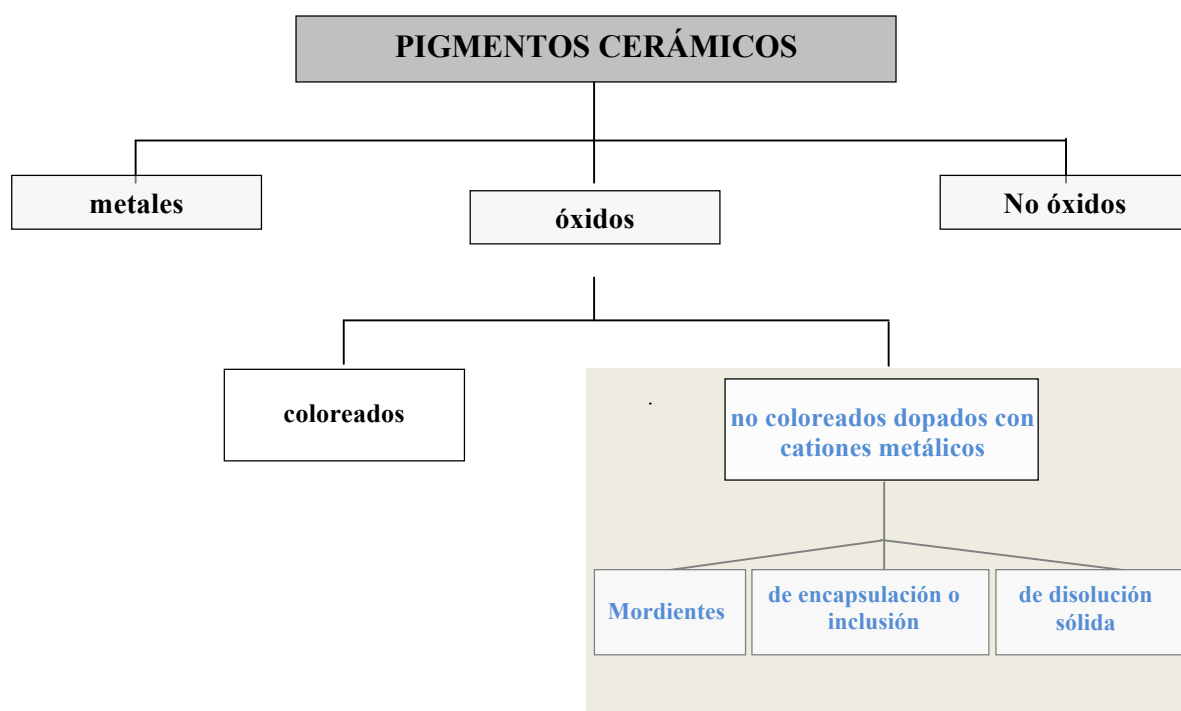 PIGMENTOS CERÁMICOS
metales
óxidos
No óxidos
coloreados
no coloreados dopados con
cationes metálicos
Mordientes
de encapsulación o
inclusión
de disolución
sólida